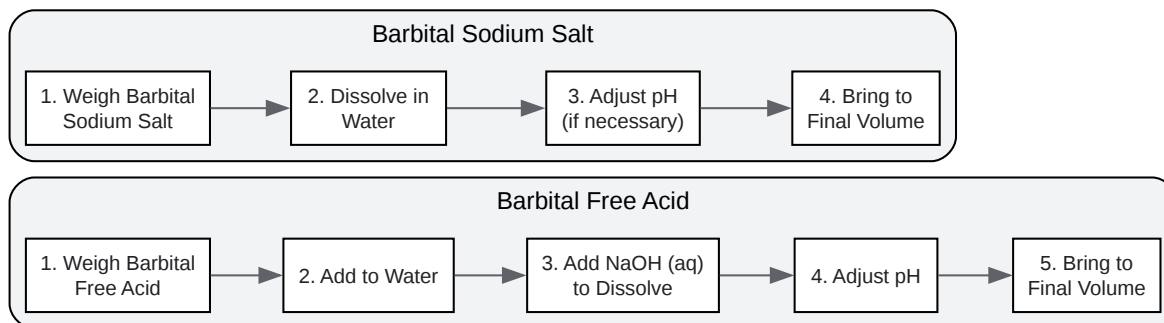 Barbital Sodium Salt
1. Weigh Barbital
Sodium Salt
2. Dissolve in
Water
3. Adjust pH
(if necessary)
4. Bring to
Final Volume
Barbital Free Acid
1. Weigh Barbital
Free Acid
2. Add to Water
3. Add NaOH (aq)
to Dissolve
4. Adjust pH
5. Bring to
Final Volume